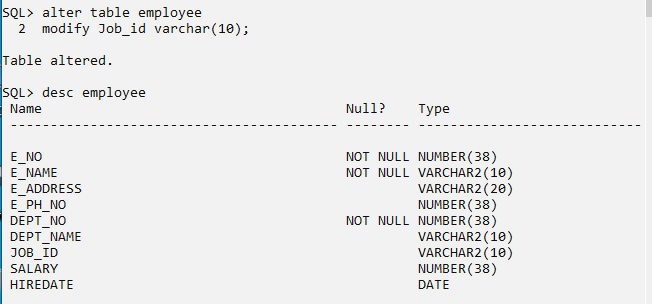 SQL> alter table employee
  2  modify Job_id varchar(10);
Table altered.
SQL> desc employee
 Name                                      Null?    Type
 ----------------------------------------- -------- ----------------------------
 E_NO                                      NOT NULL NUMBER(38)
 E_NAME                                    NOT NULL VARCHAR2(10)
 E_ADDRESS                                          VARCHAR2(20)
 E_PH_NO                                            NUMBER(38)
 DEPT_NO                                   NOT NULL NUMBER(38)
 DEPT_NAME                                          VARCHAR2(10)
 JOB_ID                                             VARCHAR2(10)
 SALARY                                             NUMBER(38)
 HIREDATE                                           DATE